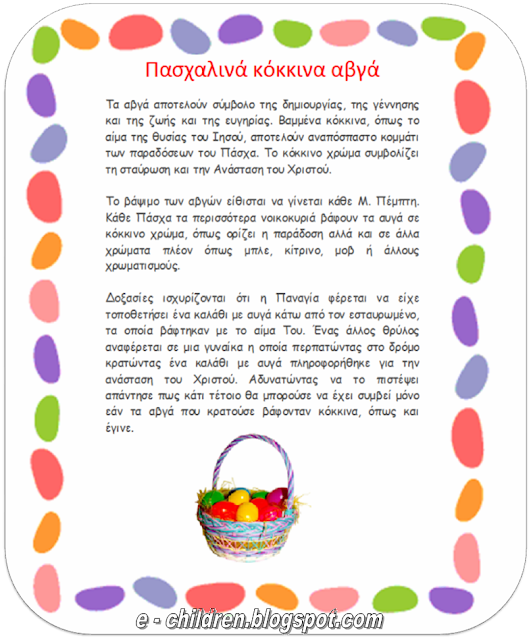 Πασχαλινά κόκκινα αβγά
Τα αβγά αποτελούν σύμβολο της δημιουργίας, της γέννησης
και της ζωής και της ευγηρίας. Βαμμένα κόκκινα, όπως το
αίμα της θυσίας του Ιησού, αποτελούν αναπόσπαστο κομμάτι
των παραδόσεων του Πάσχα. Το κόκκινο χρώμα συμβολίζει
τη σταύρωση και την Ανάσταση του Χριστού.
Το βάψιμο των αβγών είθισται να γίνεται κάθε Μ. Πέμπτη.
Κάθε Πάσχα τα περισσότερα νοικοκυριά βάφουν τα αυγά σε
κόκκινο χρώμα, όπως ορίζει η παράδοση αλλά και σε άλλα
χρώματα πλέον όπως μπλε, κίτρινο, μοβ ή άλλους
χρωματισμούς.
Δοξασίες ισχυρίζονται ότι η Παναγία φέρεται να είχε
τοποθετήσει ένα καλάθι με αυγά κάτω από τον εσταυρωμένο,
τα οποία βάφτηκαν με το αίμα Του. Ένας άλλος θρύλος
αναφέρεται σε μια γυναίκα η οποία περπατώντας στο δρόμο
κρατώντας ένα καλάθι με αυγά πληροφορήθηκε για την
ανάσταση του Χριστού. Αδυνατώντας να το πιστέψει
απάντησε πως κάτι τέτοιο θα μπορούσε να έχει συμβεί μόνο
εάν τα αβγά που κρατούσε βάφονταν κόκκινα, όπως και
έγινε.
e - children.blogspot.com